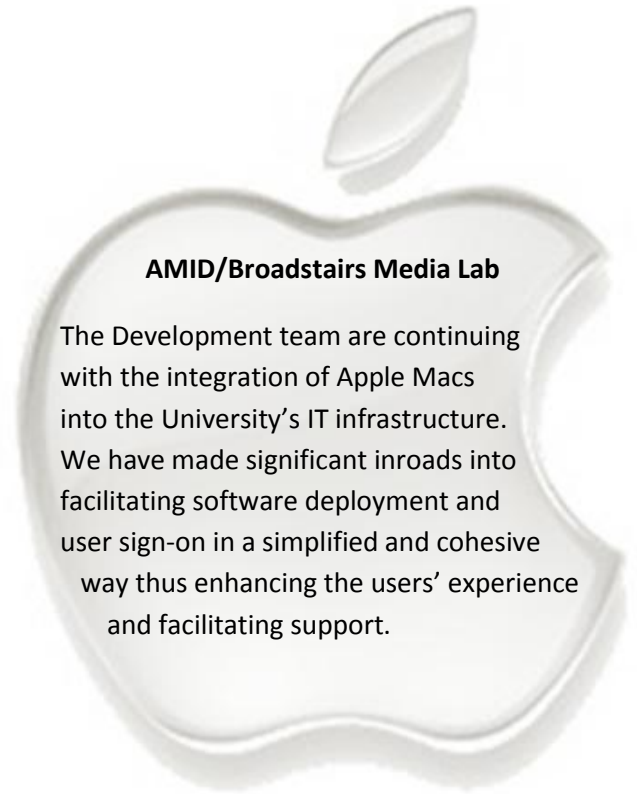 AMID/Broadstairs Media Lab
The Development team are continuing
with the integration of Apple Macs
into the University’s IT infrastructure.
We have made significant inroads into
facilitating software deployment and
user sign-on in a simplified and cohesive
way thus enhancing the users’ experience
and facilitating support.